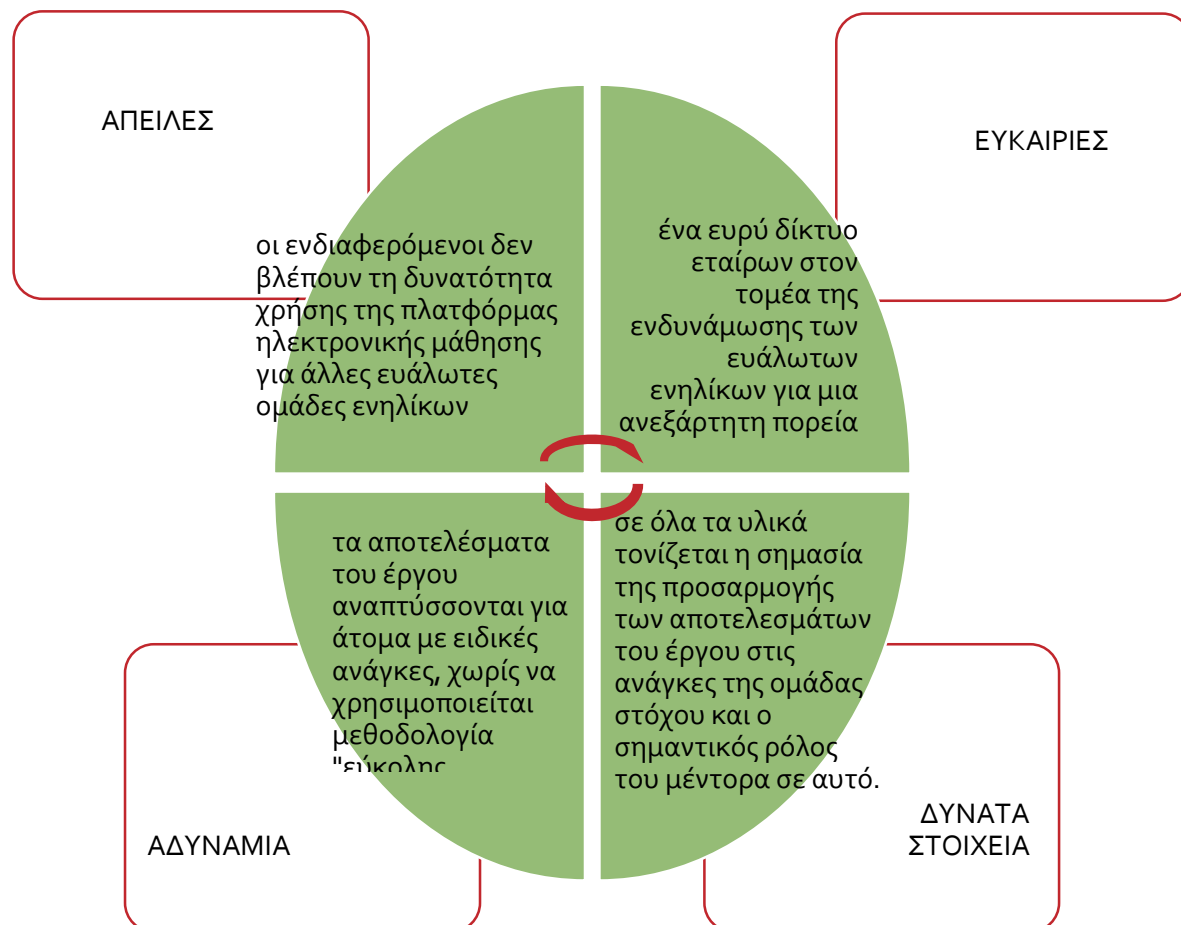 ΑΠΕΙΛΕΣ
οι ενδιαφερόμενοι δεν
βλέπουν τη δυνατότητα
χρήσης της πλατφόρμας
ηλεκτρονικής μάθησης
για άλλες ευάλωτες
ομάδες ενηλίκων
ΕΥΚΑΙΡΙΕΣ
ένα ευρύ δίκτυο
εταίρων στον
τομέα της
ενδυνάμωσης των
ευάλωτων
ενηλίκων για μια
ανεξάρτητη πορεία
τα αποτελέσματα
του έργου
αναπτύσσονται για
άτομα με ειδικές
ανάγκες, χωρίς να
χρησιμοποιείται
μεθοδολογία
"εύκολης
ΑΔΥΝΑΜΙΑ
σε όλα τα υλικά
τονίζεται η σημασία
της προσαρμογής
των αποτελεσμάτων
του έργου στις
ανάγκες της ομάδας
στόχου και ο
σημαντικός ρόλος
του μέντορα σε αυτό.
ΔΥΝΑΤΑ
ΣΤΟΙΧΕΙΑ